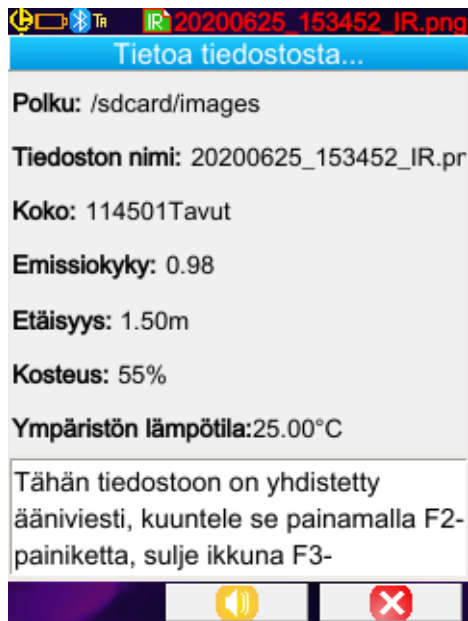 IR 20200625_153452_IR.png
Tietoa tiedostosta...
Polku: /sdcard/images
Tiedoston nimi: 20200625_153452_IR.pr
Koko: 114501Tavut
Emissiokyky: 0.98
Etäisyys: 1.50m
Kosteus: 55%
Ympäristön lämpötila:25.00°C
Tähän tiedostoon on yhdistetty
ääniviesti, kuuntele se painamalla F2-
painiketta, sulje ikkuna F3-